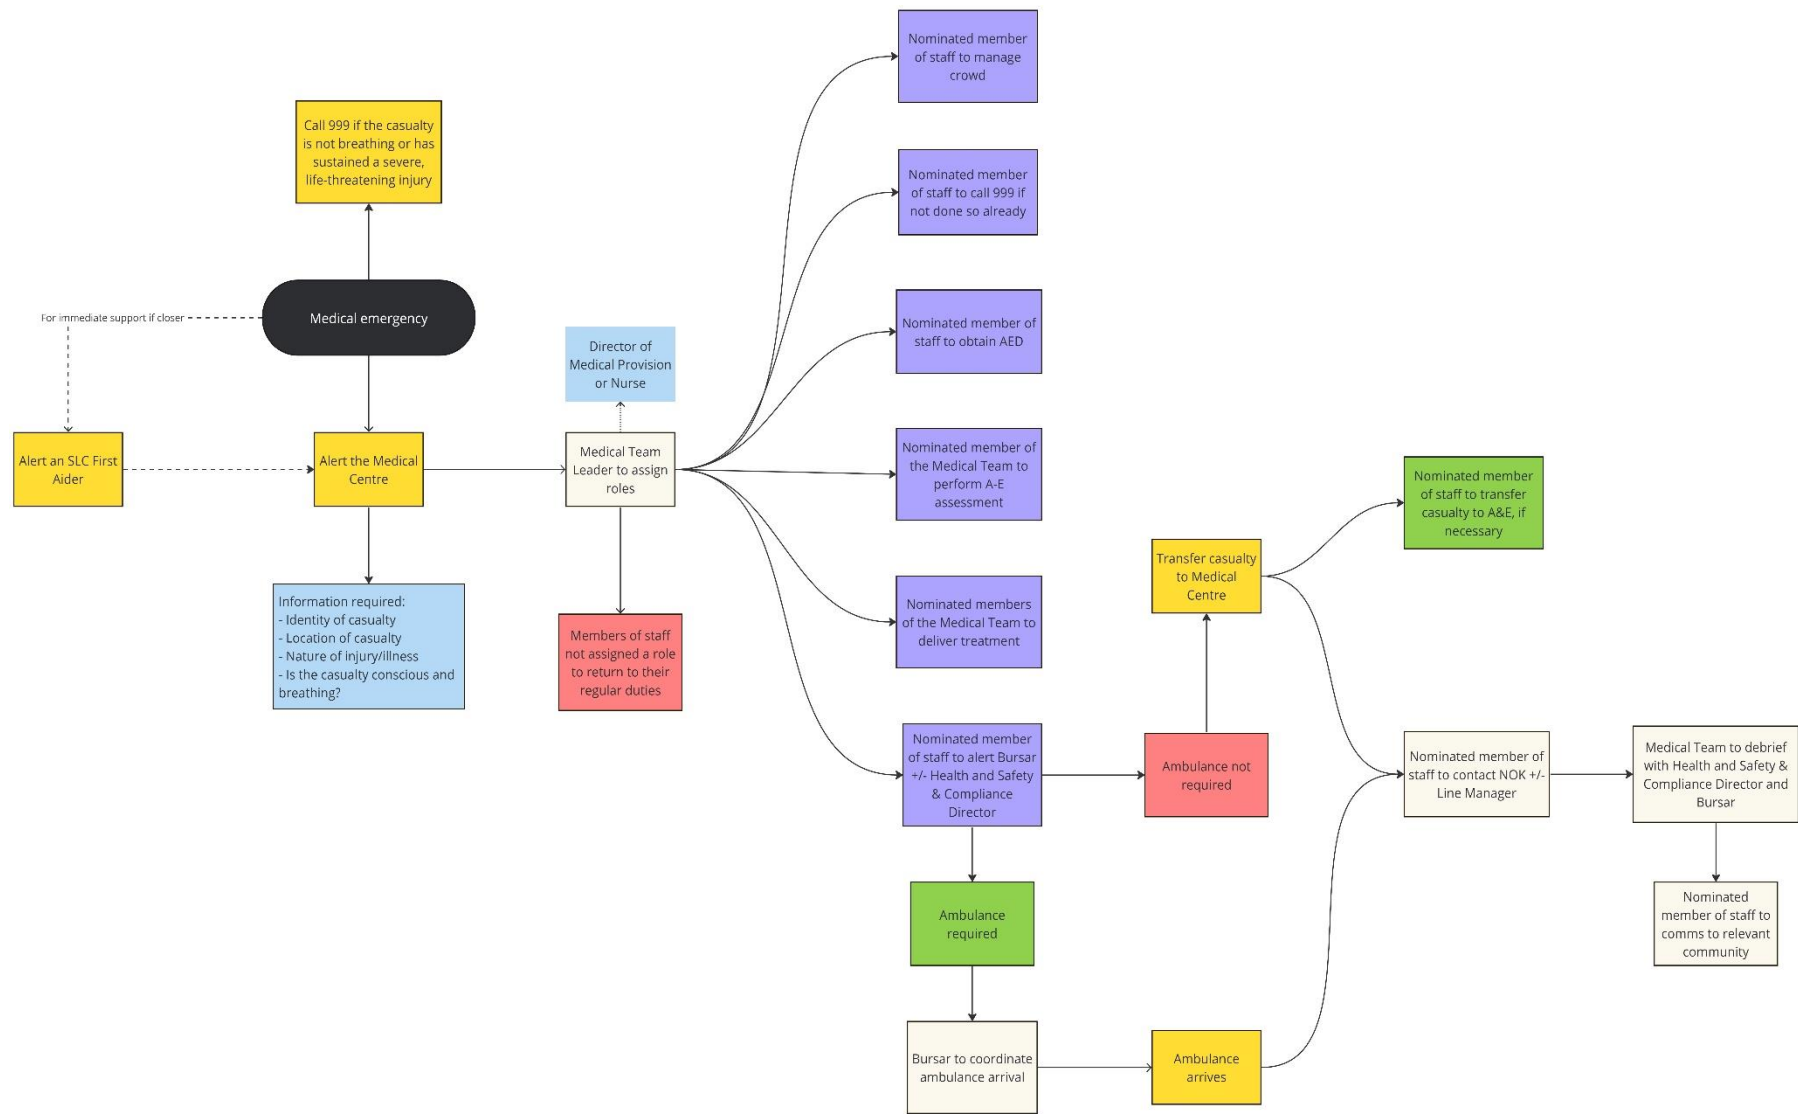 Nominated member
of staff to manage
crowd
Call 999 if the casualty
is not breathing or has
sustained a severe,
life-threatening injury
Nominated member
of staff to call 999 if
not done so already
For immediate support if closer
Medical emergency
Nominated member of
staff to obtain AED
Director of
Medical Provision
or Nurse
Alert an SLC First
Aider
Alert the Medical
Centre
Medical Team
Leader to assign
roles
Nominated member of
the Medical Team to
perform A-E
assessment
Nominated member
of staff to transfer
casualty to A&E, if
necessary
Transfer casualty
to Medical
Centre
Information required:
- Identity of casualty
- Location of casualty
- Nature of injury/illness
- Is the casualty conscious and
breathing?
Members of staff
not assigned a role
to return to their
regular duties
Nominated members
of the Medical Team to
deliver treatment
Nominated member
of staff to alert Bursar
+/- Health and Safety
& Compliance
Director
Ambulance not
required
Nominated member of
staff to contact NOK +/-
Line Manager
Medical Team to debrief
with Health and Safety &
Compliance Director and
Bursar
Ambulance
required
Nominated
member of staff to
comms to relevant
community
Bursar to coordinate
ambulance arrival
Ambulance
arrives